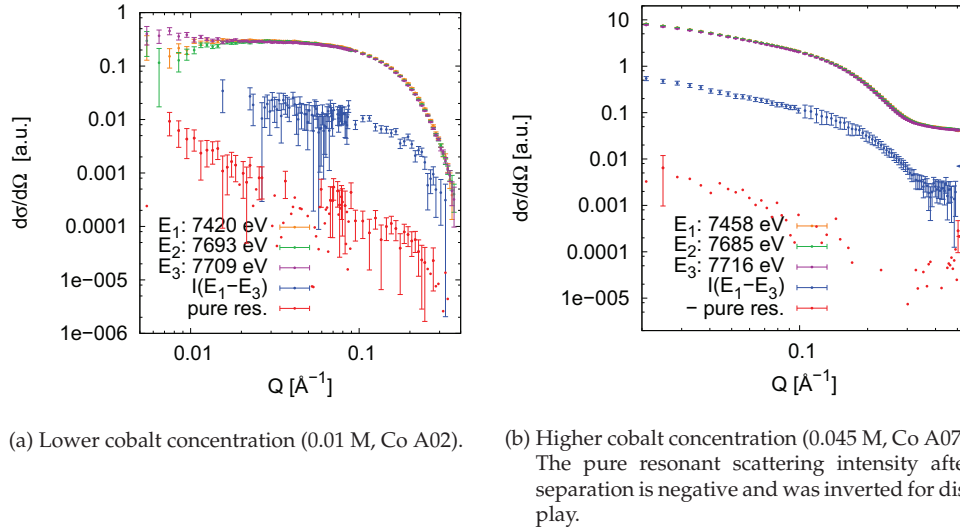 1
0.1
0.01
0.001
0.0001
1e-005
1e-006
dσ/dΩ [a.u.]
E1: 7420 eV
E2: 7693 eV
E3: 7709 eV
I(E1−E3)
pure res.
0.01
0.1
Q [Å−1]
10
1
0.1
0.01
0.001
0.0001
1e-005
dσ/dΩ [a.u.]
E1: 7458 eV
E2: 7685 eV
E3: 7716 eV
I(E1−E3)
− pure res.
0.1
Q [Å−1]
(a) Lower cobalt concentration (0.01 M, Co A02).
(b) Higher cobalt concentration (0.045 M, Co A07
The pure resonant scattering intensity afte
separation is negative and was inverted for dis
play.